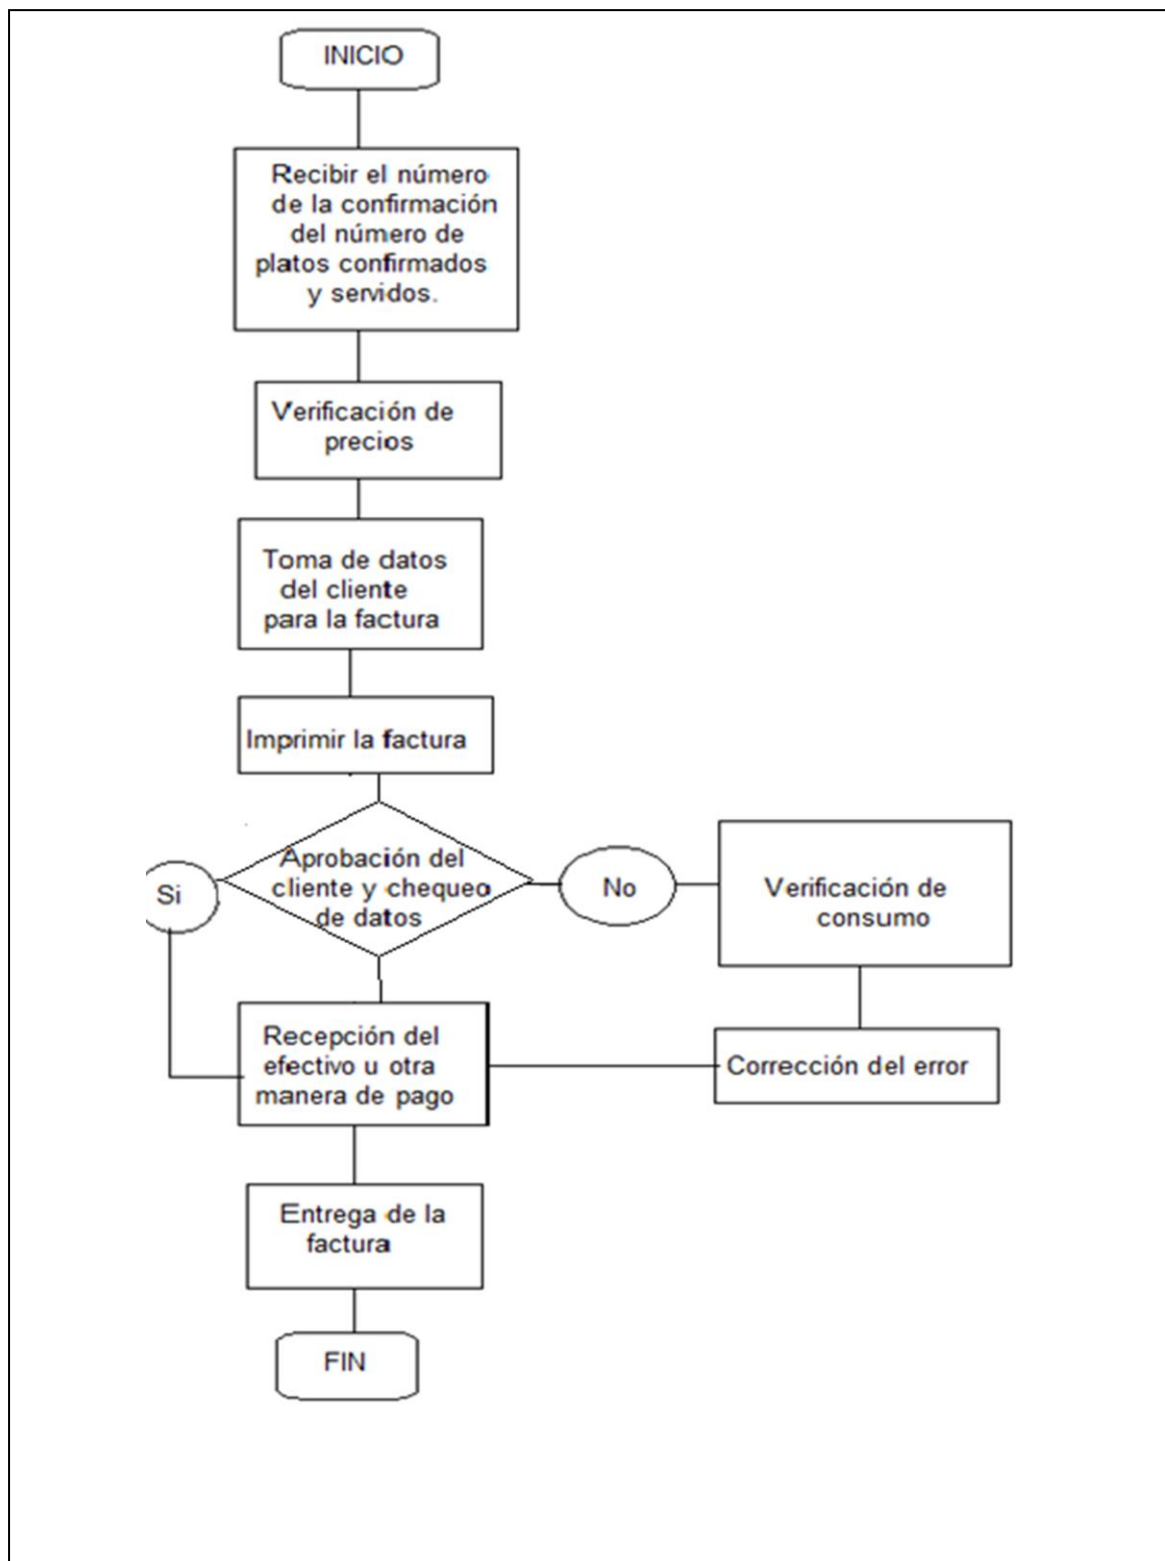 INICIO
Recibir el número
de la confirmación
del número de
platos confirmados
y servidos.
Verificación de
precios
Toma de datos
del cliente
para la factura
Imprimir la factura
Aprobación del
cliente y chequeo
de datos
Si
No
Verificación de
consumo
Recepción del
efectivo u otra
manera de pago
Corrección del error
Entrega de la
factura
FIN